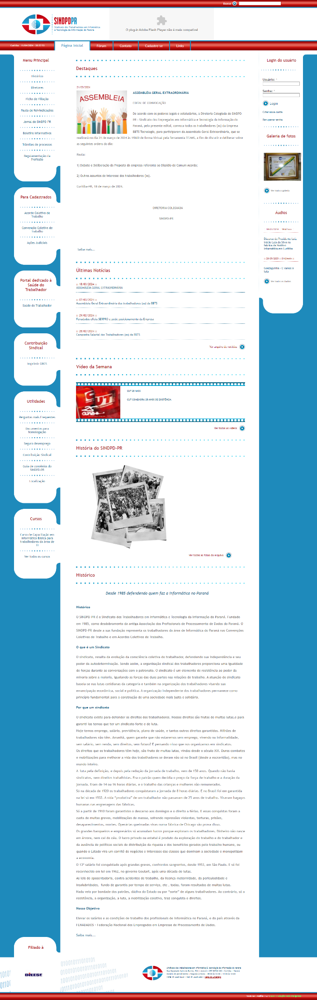 Buscar
SINDPDPR
Sindicato dos Trabalhadores em Informática
e Tecnologia da Informação do Paraná
O plug-in Adobe Flash Player não é mais compatível
Curitiba - 11/04/2024 - 20:37:53
Página Inicial
Fórum
Contato
Cadastre-se
Links
Menu Principal
Histórico
Diretores
Ficha de Filiação
Pauta de Reivindicações
Jornal do SINDPD-PR
Boletins Informativos
Trâmites de processos
Regulamentação da
Profissão
Para Cadastrados
Acordo Coletivo de
Trabalho
Convenção Coletiva de
Trabalho
Ações Judiciais
Portal dedicado à
Saúde do
Trabalhador
Saúde do Trabalhador
Contribuição
Sindical
Imprimir GRCS
Utilidades
Perguntas mais Frequentes
Documentos para
homologação
Seguro desemprego
Contribuição Sindical
Guia de convênios do
SINDPD-PR
Localização
Cursos
Curso de Capacitação em
Informática Básica para
trabalhadores da área de
TI
Ver todos os cursos
Filiado à
DIEESE
Destaques
21/03/2024
ASSEMBLEIA
ASSEMBLÉIA GERAL EXTRAORDINÁRIA
EDITAL DE CONVOCAÇÃO
De acordo com os poderes legais e estatutários, a Diretoria Colegiada do SINDPD-
PR - Sindicato dos Empregados em Informática e Tecnologia da Informação do
Paraná, pelo presente edital, convoca todos os trabalhadores (as) da Empresa
BBTS Tecnologia, para participarem da Assembleia Geral Extraordinária, que se
realizará no dia 21 de março de 2024 às 15h00 de forma Virtual pela ferramenta TEAMS, a fim de discutir e deliberar sobre
as seguintes ordens do dia:
Pauta:
1) Debate e Deliberação da Proposta da empresa referente ao Dissídio de Comum Acordo;
2) Outros Assuntos de interesse dos trabalhadores (as).
Curitiba-PR, 18 de março de 2024.
DIRETORIA COLEGIADA
SINDPD-PR
Saiba mais...
Últimas Notícias
:: 18/03/2024 ::
ASSEMBLÉIA GERAL EXTRAORDINÁRIA
:: 07/03/2024 ::
Assembleia Geral Extraordinária dos trabalhadores (as) da BBTS
:: 29/02/2024 ::
Fenadados oficia SERPRO e pede posicionamento da Empresa
:: 28/02/2024 ::
Campanha Salarial dos Trabalhadores (as) da BBTS
Ver arquivo de notícias
Vídeo da Semana
CUT
25 anos
CUT 25 ANOS
CUT COMEMORA 25 ANOS DE EXISTÊNCIA
Ver todos os vídeos
História do SINDPD-PR
Ver todas as fotos do arquivo
Histórico
Desde 1985 defendendo quem faz a informática no Paraná
Histórico
O SINDPD-PR é o Sindicato dos Trabalhadores em Informática e Tecnologia da Informação do Paraná. Fundado
em 1985, como desdobramento da antiga Associação dos Profissionais de Processamento de Dados do Paraná. O
SINDPD-PR desde a sua fundação representa os trabalhadores da área de Informática do Paraná nas Convenções
Coletivas de Trabalho e em Acordos Coletivos de Trabalho.
O que é um Sindicato
O sindicato, resulta da evolução da consciência coletiva do trabalhador, defendendo sua independência e seu
poder da autodeterminação. Sendo assim, a organização sindical dos trabalhadores proporciona uma igualdade
de forças durante as conversações com o patronato. O sindicato é um elemento de resistência ao poder da
minoria sobre a maioria, igualando as forças das duas partes nas relações de trabalho. A atuação do sindicato
baseia-se nas lutas cotidianas da categoria e também na organização dos trabalhadores visando sua
emancipação econômica, social e política. A organização independente dos trabalhadores permanece como
princípio fundamental para a construção de uma sociedade mais justa e solidária.
Por que um sindicato
O sindicato existe para defender os direitos dos trabalhadores. Nossos direitos são frutos de muitas lutas,e para
garanti-los temos que ter um sindicato forte e de luta.
Hoje temos emprego, salário, previdência, plano de saúde, e tantos outros direitos garantidos. Milhões de
trabalhadores não têm. Amanhã, quem garante que não estaremos sem emprego, vivendo na informalidade,
sem salário, sem renda, sem direitos, sem futuro? É pensando nisso que nos organizamos em sindicatos.
Os direitos que os trabalhadores têm hoje, são fruto de muitas lutas, vindas desde o século XIX. Duros combates
e mobilizações para melhorar a vida dos trabalhadores se deram não só no Brasil (desde a escravidão), mas no
mundo inteiro.
A luta pela definição, e depois pela redução da jornada de trabalho, vem de 150 anos. Quando não havia
sindicatos, nem direitos trabalhistas. Era o patrão quem decidia o preço da força de trabalho e a duração da
jornada. Eram de 14 ou 16 horas diárias, e o trabalho das crianças e mulheres não remunerados.
Só na década de 1920 os trabalhadores conquistaram a jornada de 8 horas diárias. E no Brasil foi em garantida
na lei só em 1932. A vida "produtiva" de um trabalhador não passavam de 25 anos de trabalho. Viravam bagaços
humanas nas engrenagens das fábricas.
Só a partir de 1910 foram garantidos o descanso aos domingos e o direito a férias. E essas conquistas foram a
custa de muitas greves, mobilizações de massas, sofrendo repressões violentas, torturas, prisões,
desaparecimentos, mortes. Operárias queimadas vivas numa fábrica de Chicago são prova disso.
Os grandes banqueiros e empresários só acumulam lucros porque exploram os trabalhadores. Dinheiro não nasce
em árvore, nem cai do céu. O lucro privado ou estatal é produto da exploração do trabalho e do trabalhador e
da ausência de políticas sociais de distribuição da riqueza e dos benefícios gerados pelo trabalho humano, ou
quando o Estado vira um comitê de negócios e interesses das classes que dominam a sociedade e monopolizam
a economia.
O 13º salário foi conquistado após grandes greves, confrontos sangrentos, desde 1953, em São Paulo. E só foi
reconhecido em lei em 1962, no governo Goulart, após uma década de lutas.
As leis de aposentadoria, contra acidentes de trabalho, da licença-maternidade, da periculosidade e
insalubridades, fundo de garantia por tempo de serviço, etc , todas, foram resultados de muitas lutas.
Nada veio por bondade dos patrões, dádiva do Estado ou por "sorte" de alguns trabalhadores. Ao contrário, só a
resistência, a organização, a luta, a mobilização coletiva, traz conquista e direitos.
Nosso Objetivo
Elevar os salários e as condições de trabalho dos profissionais de informática no Paraná, e do país através da
FENADADOS - Federação Nacional dos Empregados em Empresas de Processamento de Dados.
Saiba mais...
Login do usuário
Usuário: *
Senha: *
Login
Criar nova conta
Recuperar senha
Galeria de fotos
Ver toda a galeria
Áudios
Discurso do Presidente Luiz
Inácio Lula da Silva na
fabrica da Positivo
Informática em Curitiba
:: 28/09/2009 :: 01h34min ::
Gonzaguinha - E vamos a
luta
Ver todos os áudios
Sindicato dos Trabalhadores em Informática & Tecnologia da Informação do Paraná
Mapa do Endereço